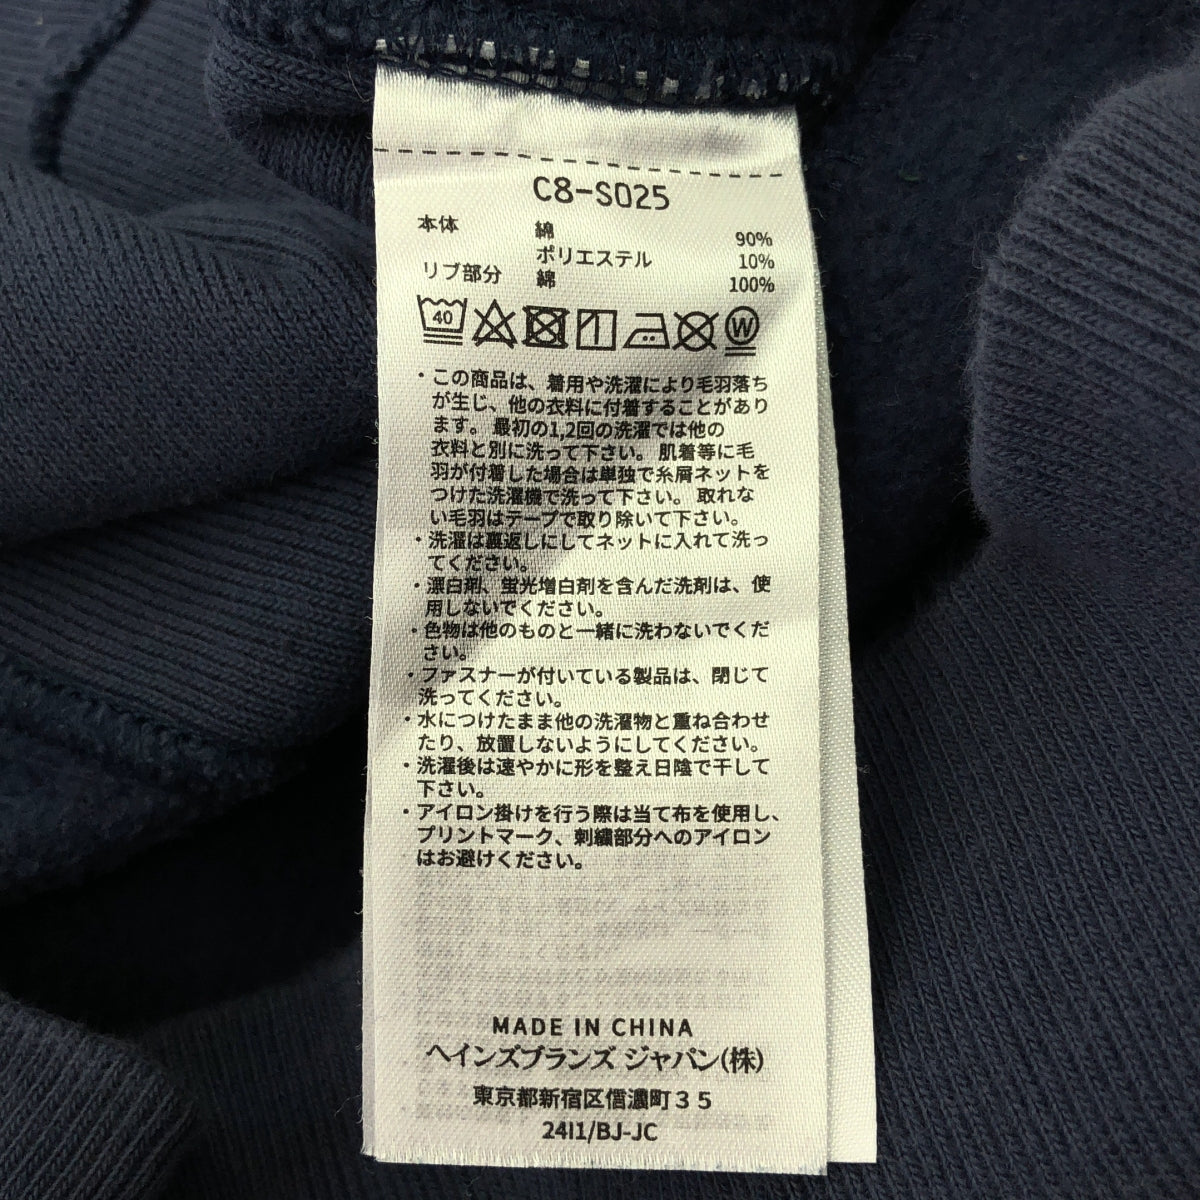 C8-S025
本体 綿 90%
ポリエステル 10%
リブ部分 綿 100%
40 W
・この商品は、着用や洗濯により毛羽落ち
が生じ、他の衣料に付着することがあり
ます。最初の1,2回の洗濯では他の
衣料と別に洗って下さい。肌着等に毛
羽が付着した場合は単独で糸屑ネットを
つけた洗濯機で洗って下さい。取れな
い毛羽はテープで取り除いて下さい。
・洗濯は裏返しにしてネットに入れて洗っ
てください。
・漂白剤、蛍光増白剤を含んだ洗剤は、使
用しないでください。
・色物は他のものと一緒に洗わないでくだ
さい。
・ファスナーが付いている製品は、閉じて
洗ってください。
・水につけたまま他の洗濯物と重ね合わせ
たり、放置しないようにしてください。
・洗濯後は速やかに形を整え日陰で干して
下さい。
・アイロン掛けを行う際は当て布を使用し、
プリントマーク、刺繍部分へのアイロン
はお避けください。
MADE IN CHINA
ヘインズブランズ ジャパン(株)
東京都新宿区信濃町３５
24I1/BJ-JC